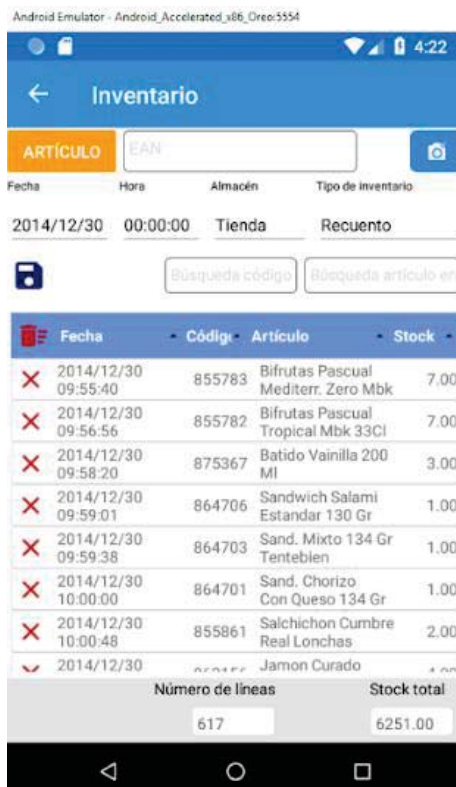 Android Emulator - Android_Accelerated_x86_Oreo:5554
4:22
Inventario
ARTÍCULO EAN
Fecha Hora Almacén Tipo de inventario
2014/12/30 00:00:00 Tienda Recuento
Búsqueda código Búsqueda artículo en
Fecha Código Artículo Stock
2014/12/30 09:55:40 855783 Bifrutas Pascual Mediterr. Zero Mbk 7.00
2014/12/30 09:56:56 855782 Bifrutas Pascual Tropical Mbk 33Cl 7.00
2014/12/30 09:58:20 875367 Batido Vainilla 200 Ml 3.00
2014/12/30 09:59:01 864706 Sandwich Salami Estandar 130 Gr 1.00
2014/12/30 09:59:38 864703 Sand. Mixto 134 Gr Tentebien 1.00
2014/12/30 10:00:00 864701 Sand. Chorizo Con Queso 134 Gr 1.00
2014/12/30 10:00:48 855861 Salchichon Cumbre Real Lonchas 2.00
2014/12/30 Jamon Curado
Número de líneas Stock total
617 6251.00